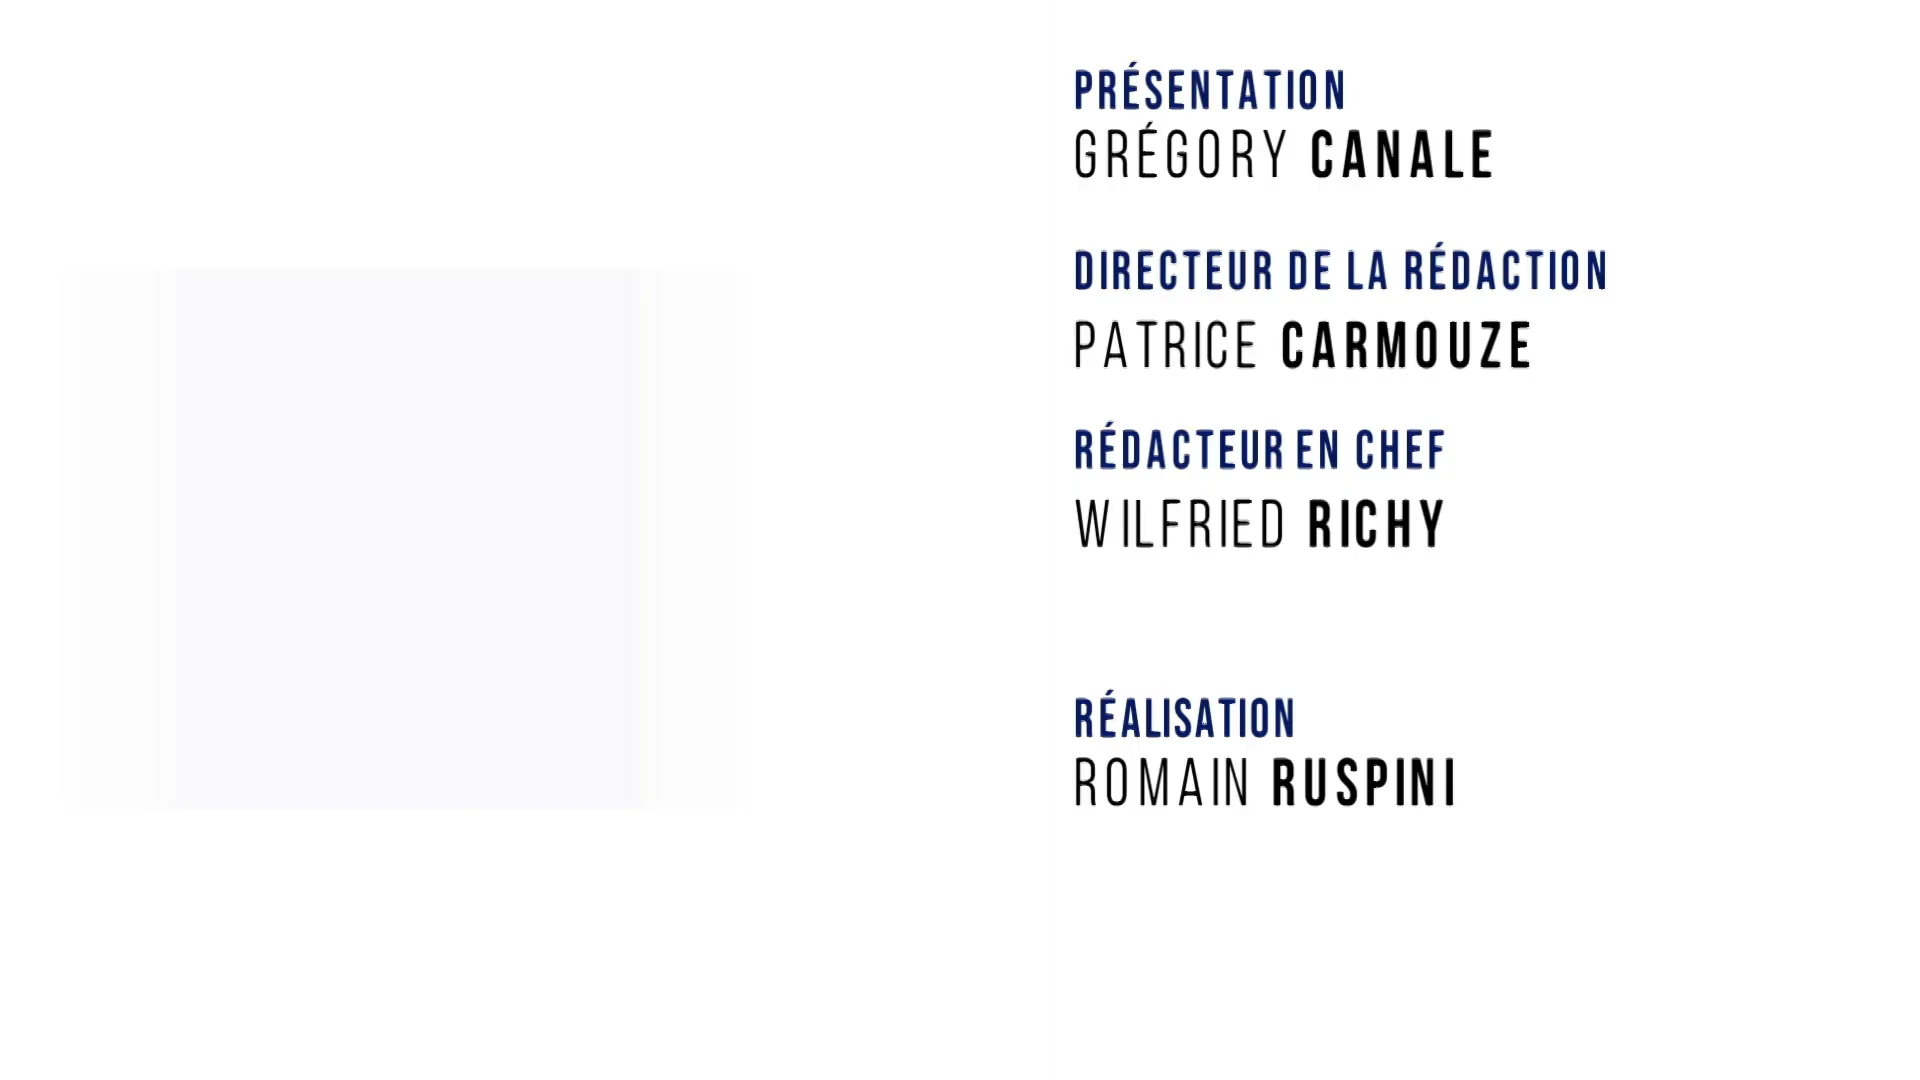 PRÉSENTATION
GRÉGORY CANALE
DIRECTEUR DE LA RÉDACTION
PATRICE CARMOUZE
RÉDACTEUR EN CHEF
WILFRIED RICHY
RÉALISATION
ROMAIN RUSPINI